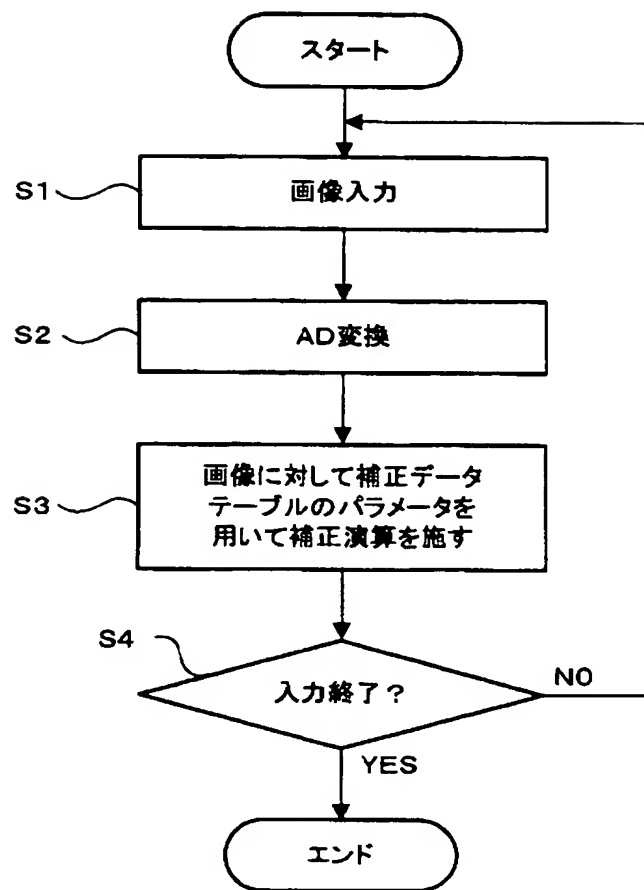 スタート
S1
画像入力
S2
AD変換
S3
画像に対して補正データ
テーブルのパラメータを
用いて補正演算を施す
S4
入力終了?
NO
YES
エンド